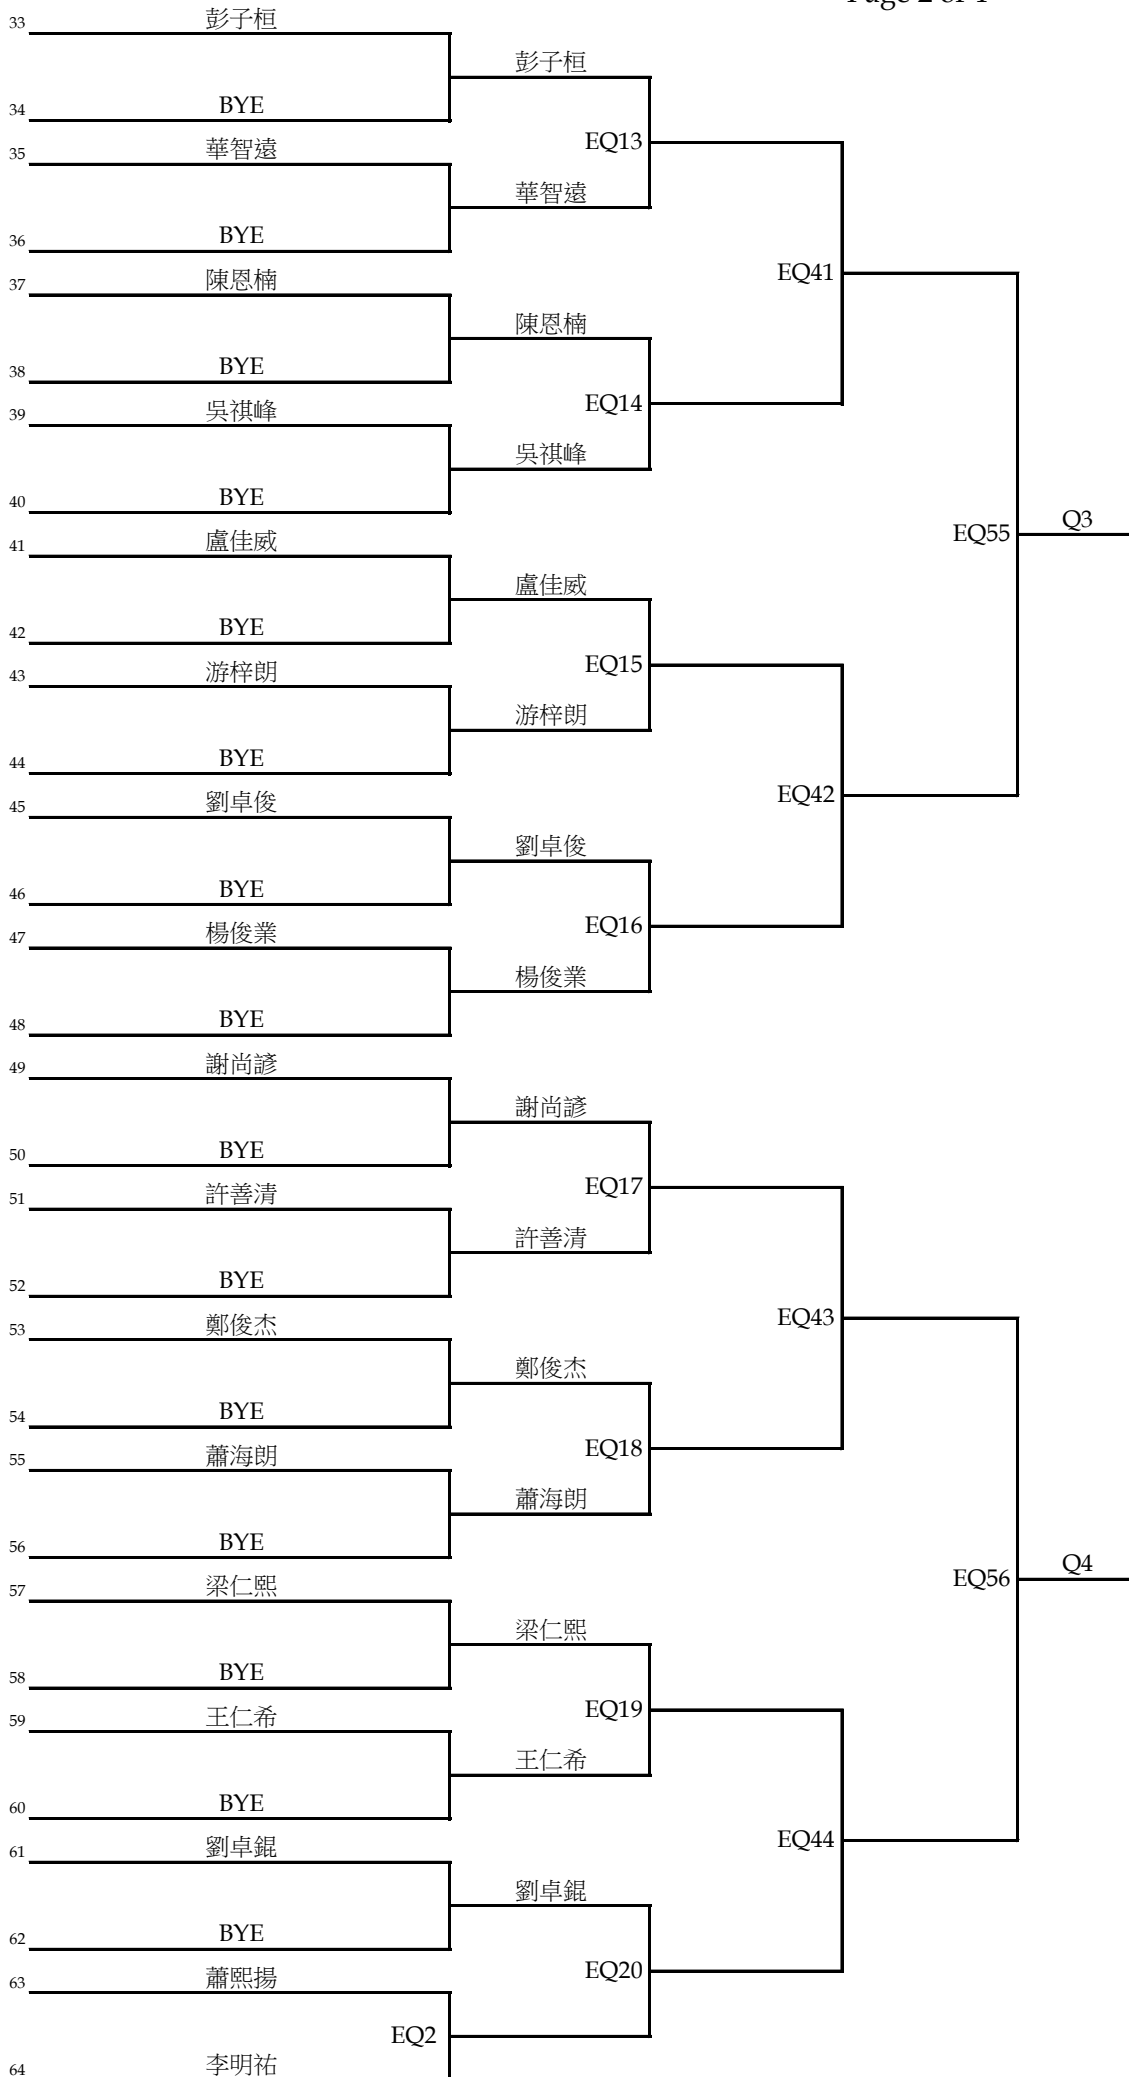 Page 2 of 4
33 彭子桓
彭子桓
34 BYE
EQ13
35 華智遠
華智遠
36 BYE
EQ41
37 陳恩楠
陳恩楠
38 BYE
EQ14
39 吳祺峰
吳祺峰
40 BYE
EQ55 Q3
41 盧佳威
盧佳威
42 BYE
EQ15
43 游梓朗
游梓朗
44 BYE
EQ42
45 劉卓俊
劉卓俊
46 BYE
EQ16
47 楊俊業
楊俊業
48 BYE
49 謝尚諺
謝尚諺
50 BYE
EQ17
51 許善清
許善清
52 BYE
EQ43
53 鄭俊杰
鄭俊杰
54 BYE
EQ18
55 蕭海朗
蕭海朗
56 BYE
EQ56 Q4
57 梁仁熙
梁仁熙
58 BYE
EQ19
59 王仁希
王仁希
60 BYE
EQ44
61 劉卓錕
劉卓錕
62 BYE
EQ20
63 蕭熙揚
EQ2
64 李明祐